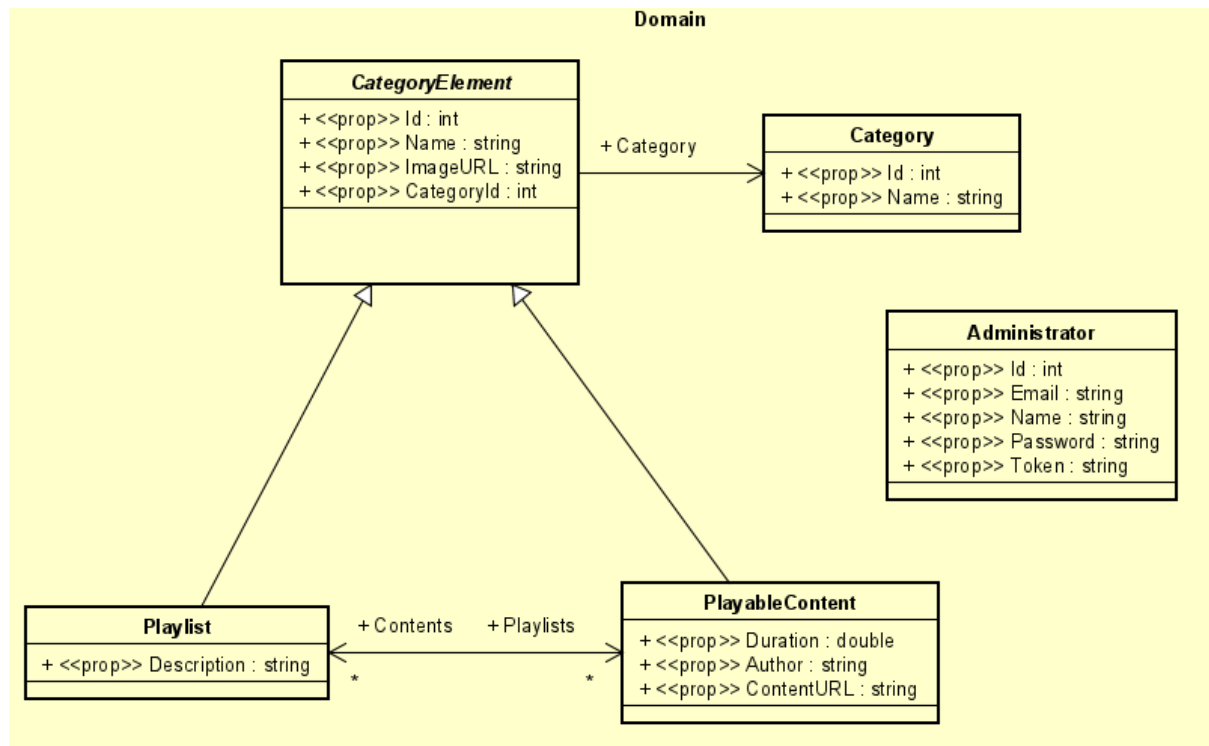 Domain
CategoryElement
+ <<prop>> Id : int
+ <<prop>> Name : string
+ <<prop>> ImageURL : string
+ <<prop>> CategoryId : int
+ Category
Category
+ <<prop>> Id : int
+ <<prop>> Name : string
Administrator
+ <<prop>> Id : int
+ <<prop>> Email : string
+ <<prop>> Name : string
+ <<prop>> Password : string
+ <<prop>> Token : string
Playlist
+ <<prop>> Description : string
+ Contents
+ Playlists
*
*
PlayableContent
+ <<prop>> Duration : double
+ <<prop>> Author : string
+ <<prop>> ContentURL : string